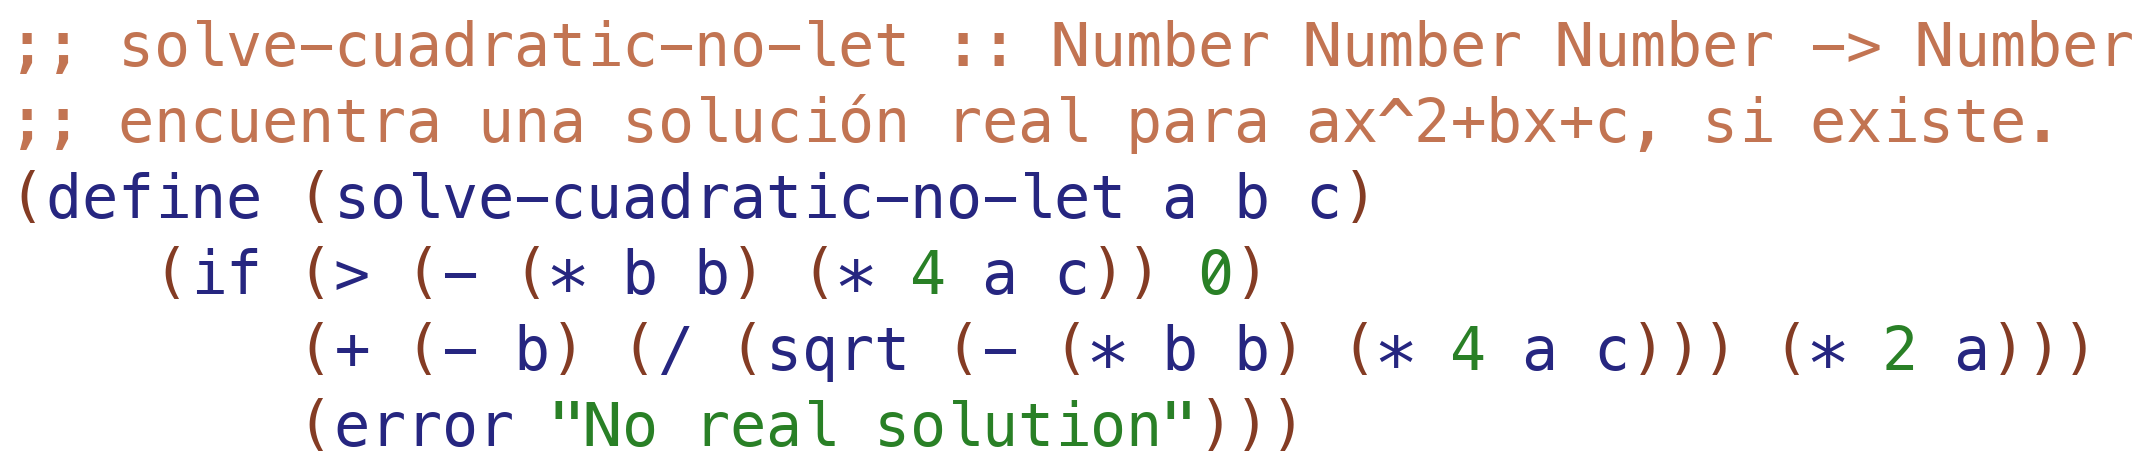 ;; solve-cuadratic-no-let :: Number Number Number -> Number
;; encuentra una solución real para ax^2+bx+c, si existe.
(define (solve-cuadratic-no-let a b c)
    (if (> (- (* b b) (* 4 a c)) 0)
        (+ (- b) (/ (sqrt (- (* b b) (* 4 a c))) (* 2 a)))
        (error "No real solution")))